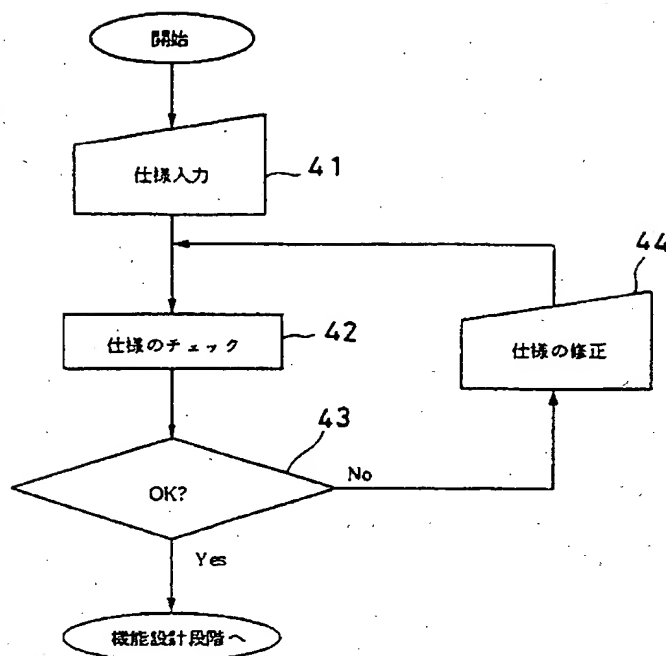 開始
仕様入力
41
44
仕様のチェック
42
仕様の修正
43
OK?
No
Yes
機能設計段階へ